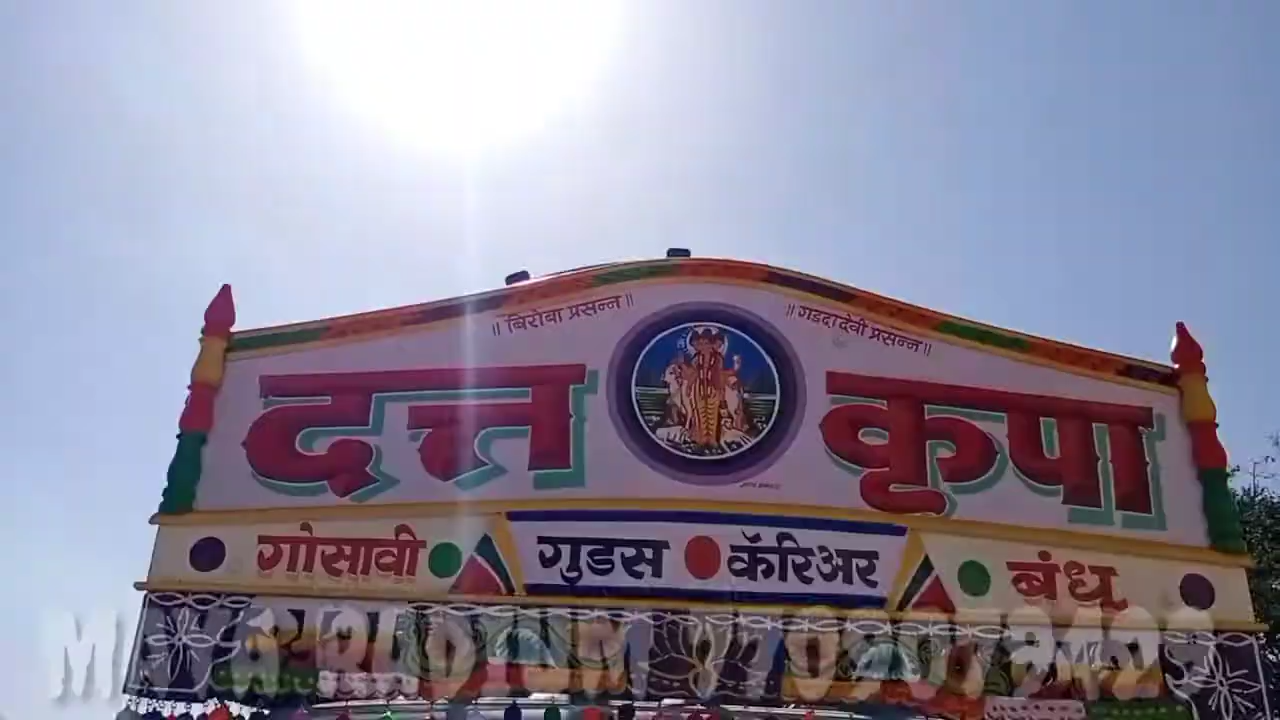 ॥ बिरोबा प्रसन्न ॥ ॥ गडदादेवी प्रसन्न ॥
दत्त कृपा
गोसावी गुडस कॅरिअर बंधू